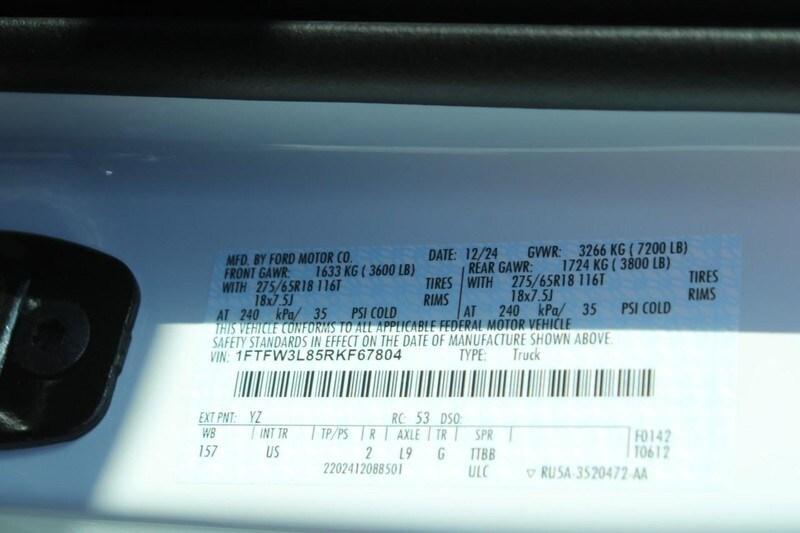 MFD. BY FORD MOTOR CO. DATE: 12/24 GVWR: 3266 KG ( 7200 LB)
FRONT GAWR: 1633 KG ( 3600 LB) REAR GAWR: 1724 KG ( 3800 LB)
WITH 275/65R18 116T TIRES WITH 275/65R18 116T TIRES
18x7.5J RIMS 18x7.5J RIMS
AT 240 kPa/ 35 PSI COLD AT 240 kPa/ 35 PSI COLD
THIS VEHICLE CONFORMS TO ALL APPLICABLE FEDERAL MOTOR VEHICLE
SAFETY STANDARDS IN EFFECT ON THE DATE OF MANUFACTURE SHOWN ABOVE.
VIN: 1FTFW3L85RKF67804 TYPE: Truck
EXT PNT: YZ RC: 53 DSO:
WB INT TR TP/PS R AXLE TR SPR F0142
157 US 2 L9 G TTBB T0612
2202412088501 ULC ▽ RU5A-3520472-AA